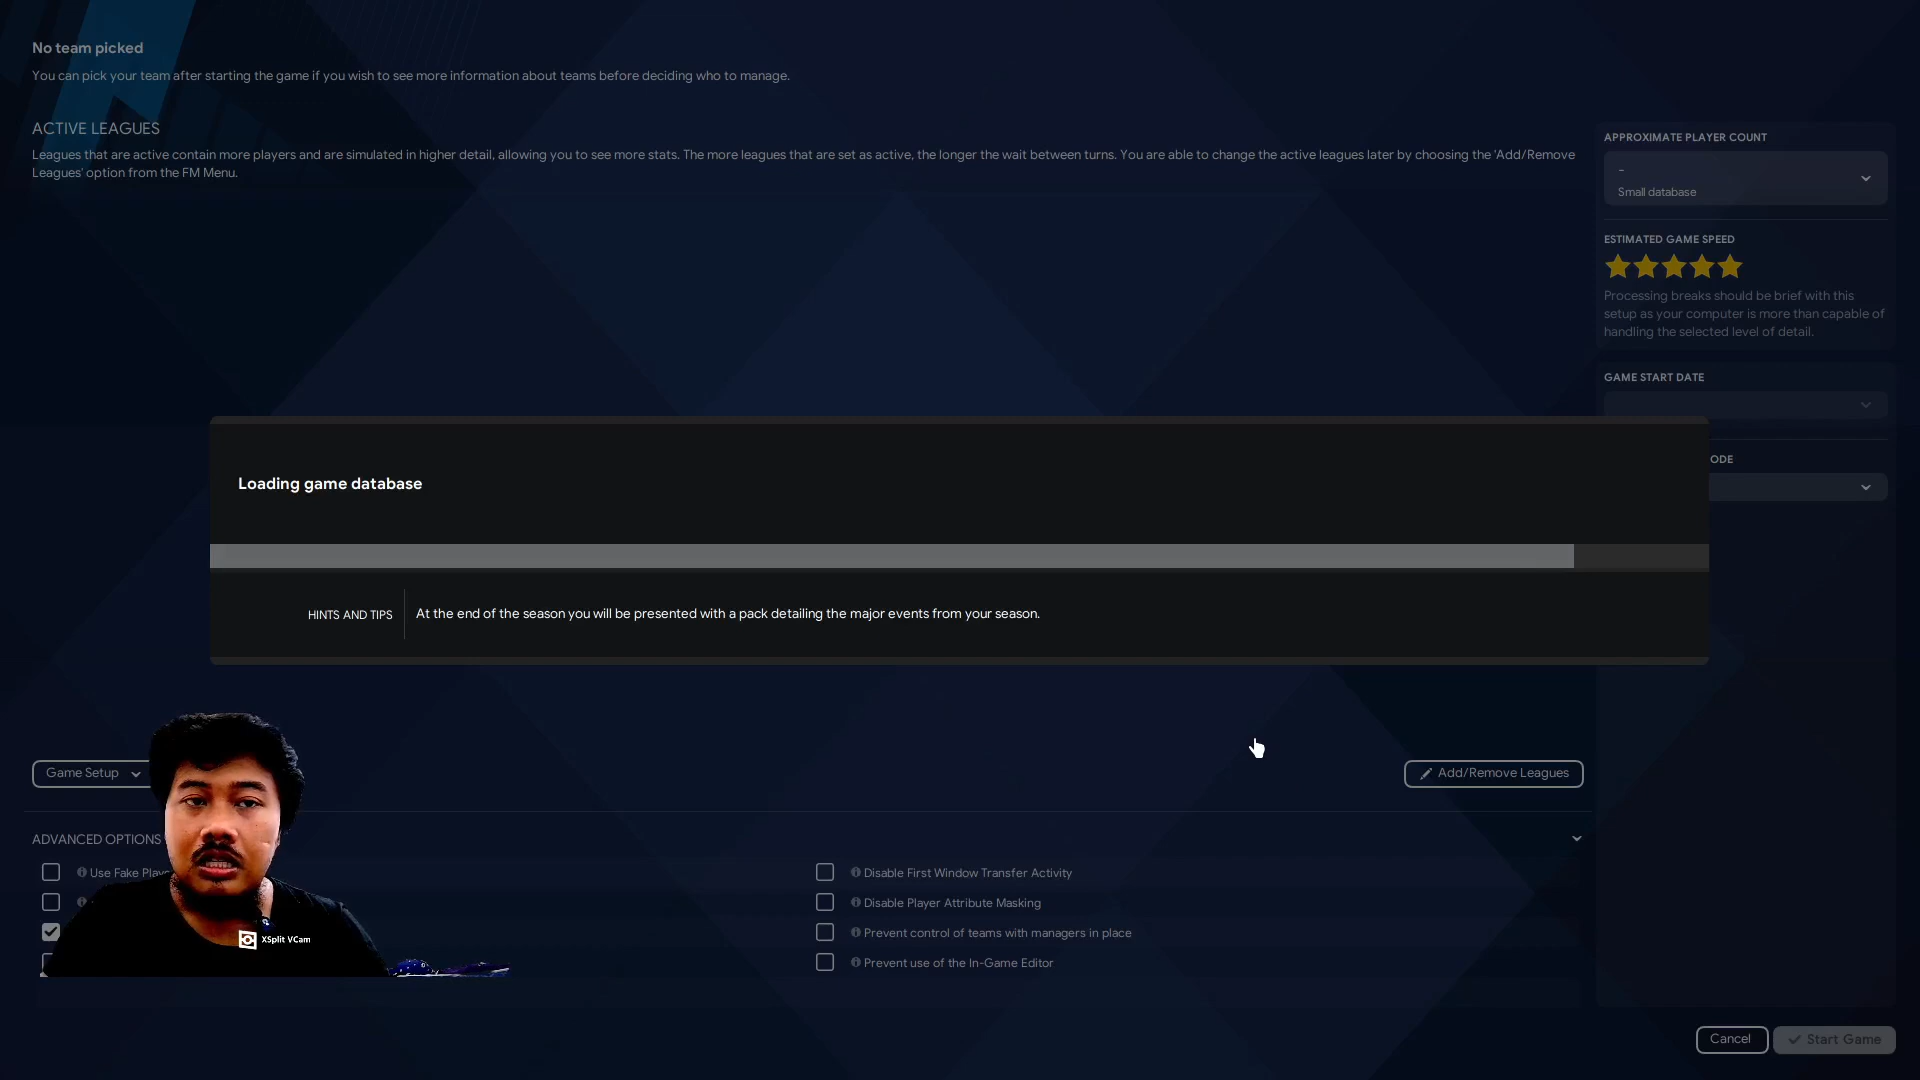 No team picked
You can pick your team after starting the game if you wish to see more information about teams before deciding who to manage.
ACTIVE LEAGUES
Leagues that are active contain more players and are simulated in higher detail, allowing you to see more stats. The more leagues that are set as active, the longer the wait between turns. You are able to change the active leagues later by choosing the 'Add/Remove
Leagues' option from the FM Menu.
APPROXIMATE PLAYER COUNT
-
Small database
ESTIMATED GAME SPEED
Processing breaks should be brief with this
setup as your computer is more than capable of
handling the selected level of detail.
GAME START DATE
ODE
Loading game database
HINTS AND TIPS
At the end of the season you will be presented with a pack detailing the major events from your season.
Game Setup
Add/Remove Leagues
ADVANCED OPTIONS
Use Fake Playe
Disable First Window Transfer Activity
Disable Player Attribute Masking
Prevent control of teams with managers in place
Prevent use of the In-Game Editor
XSplit VCam
Cancel
Start Game